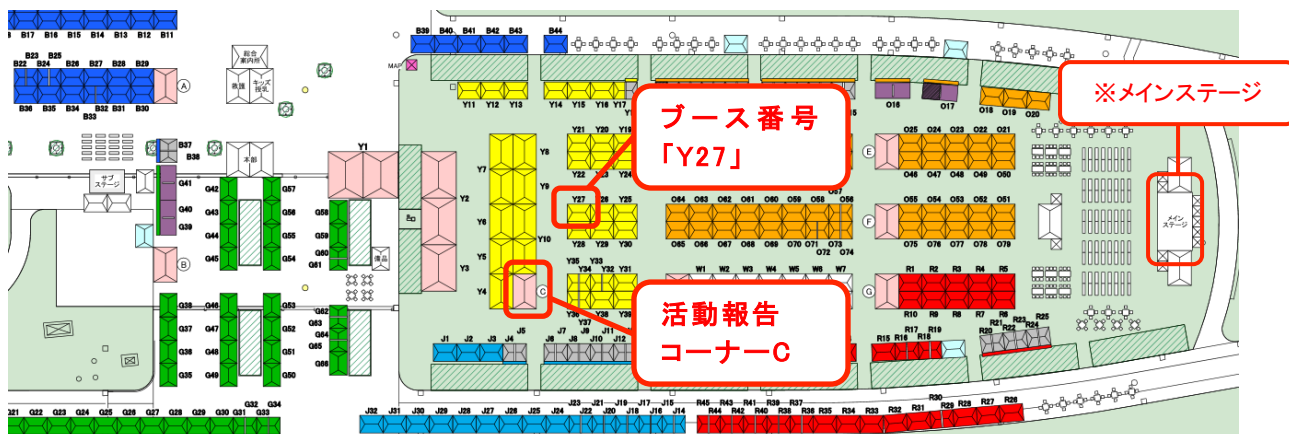 B17 B16 B15 B14 B13 B12 B11
B39 B40 B41 B42 B43 B44
B23 B25
B22 B24 B26 B27 B28 B29
総合
案内所
救護 キッズ
授乳
MAP
A
B36 B35 B34 B32 B31 B30
B33
Y11 Y12 Y13 Y14 Y15 Y16 Y17
O16 O17
O18 O19 O20
※メインステージ
ブース番号
「Y27」
B37
B38
本部
サブ
ステージ
Y1
Y7 Y8
Y21 Y20 Y19
E
O25 O24 O23 O22 O21
G41 G42 G57
Y22 Y23 Y24
O46 O47 O48 O49 O50
G40 G43 G56 G58
Y2 Y9
Y27 26 Y25
O57
O64 O63 O62 O61 O60 O59 O58 O56
F
O55 O54 O53 O52 O51
メイン
ステージ
G39 G44 G55 G59
Y6
Y28 Y29 Y30
O65 O66 O67 O68 O69 O70 O71 O73
O72 O74
O75 O76 O77 O78 O79
B
G45 G54 G60
G61
備品
Y3 Y5 Y10
Y35 Y33
Y34 Y32 Y31
W1 W2 W3 W4 W5 W6 W7
G
R1 R2 R3 R4 R5
Y4
C
Y36 Y38 Y39
Y37
R10 R9 R8 R7 R6
活動報告
コーナーC
G38 G46 G53 G62
G37 G47 G52 G63
G64
G36 G48 G51 G65
G35 G49 G50 G66
J5
J1 J2 J3 J4
J7 J9 J11
J6 J8 J10 J12
R17 R19
R15 R16 R18
R21 R23 R25
R20 R22 R24
G32 G34
G21 G22 G23 G24 G25 G26 G27 G28 G29 G30 G31 G33
J23 J21 J19 J17 J15
J32 J31 J30 J29 J28 J27 J26 J25 J24 J22 J20 J18 J16 J14
R45 R43 R41 R39 R37
R44 R42 R40 R38 R36 R35 R34 R33 R32 R31 R29 R28 R27 R26
R30